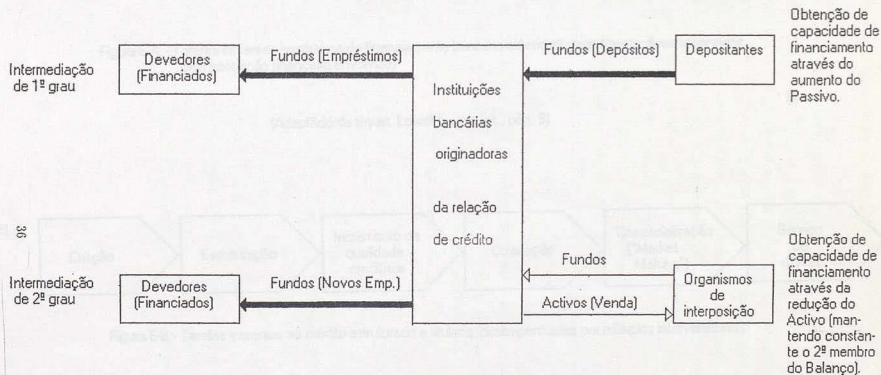 Intermediação
de 1º grau
Devedores
(Financiados)
Fundos (Empréstimos)
Instituições
bancárias
originadoras
da relação
de crédito
Fundos (Depósitos)
Depositantes
Obtenção de
capacidade de
financiamento
através do
aumento do
Passivo.
36
Intermediação
de 2º grau
Devedores
(Financiados)
Fundos (Novos Emp.)
Fundos
Activos (Venda)
Organismos
de
interposição
Obtenção de
capacidade de
financiamento
através da
redução do
Activo (man-
tendo constan-
te o 2º membro
do Balanço).